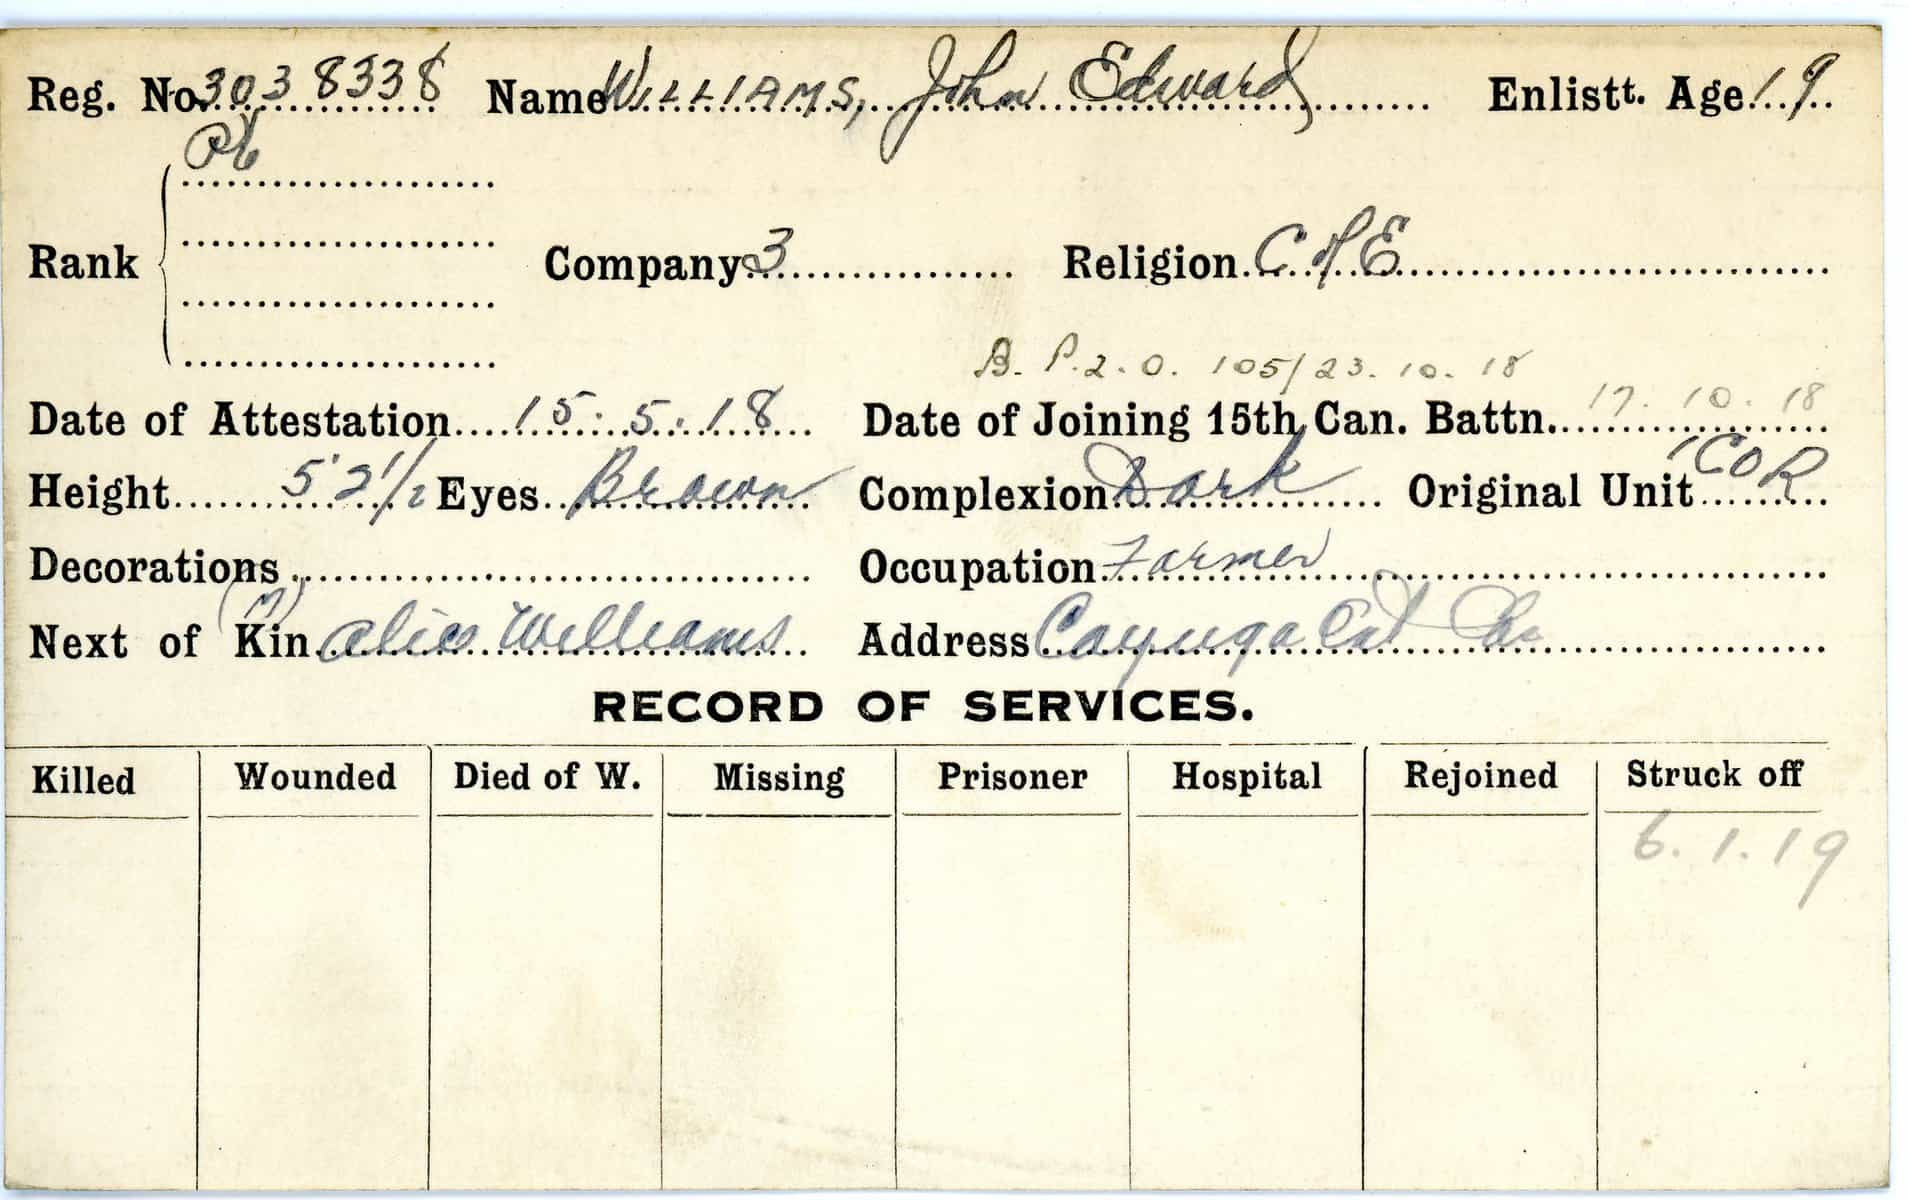 Reg. No. 3038338 Name WILLIAMS, John Edward Enlistt. Age 19
Pte
Rank Company 3 Religion C of E
B. P.2.O. 105/23.10.18
Date of Attestation 15.5.18 Date of Joining 15th Can. Battn. 17.10.18
Height 5'2½ Eyes Brown Complexion Dark Original Unit 1COR
Decorations Occupation Farmer
(M)
Next of Kin Alice Williams Address Cayuga Ont
RECORD OF SERVICES.
Killed Wounded Died of W. Missing Prisoner Hospital Rejoined Struck off
6.1.19